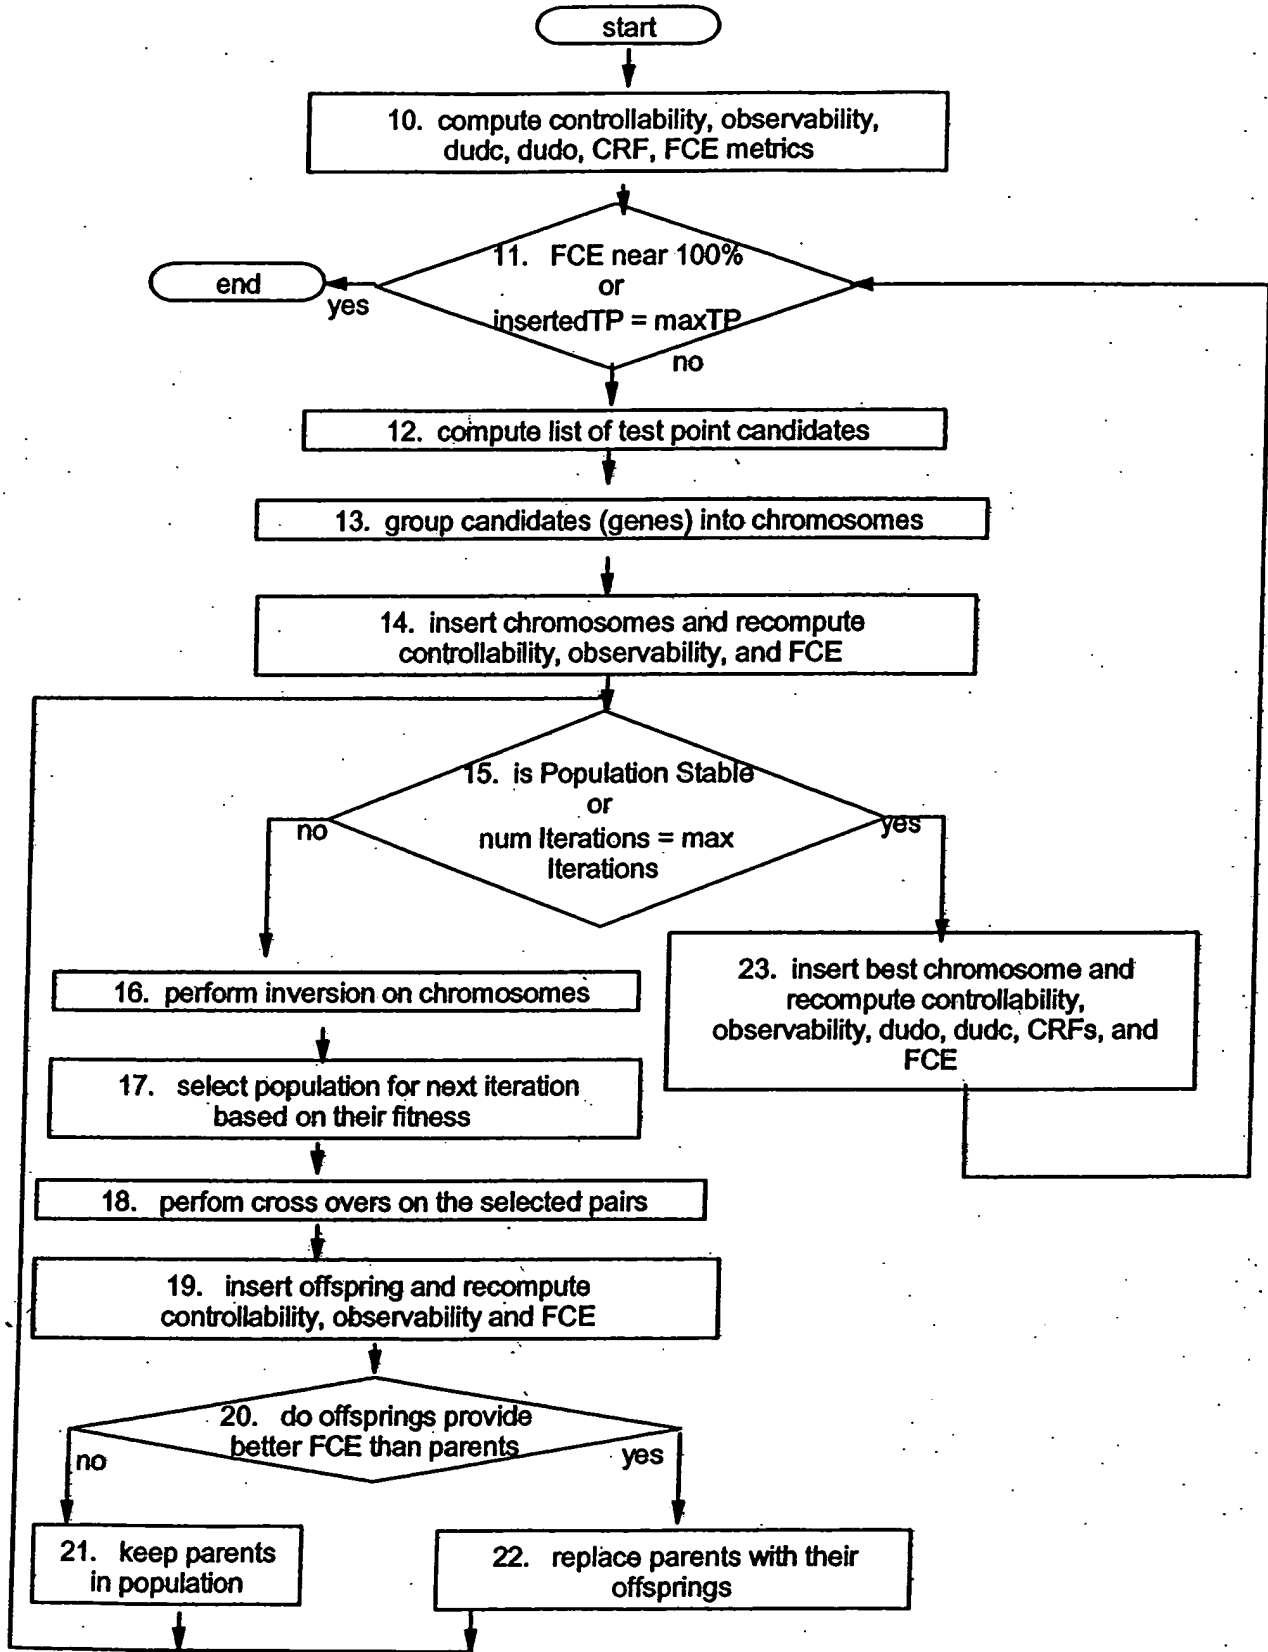 start
10. compute controllability, observability,
dudc, dudo, CRF, FCE metrics
11. FCE near 100%
or
insertedTP = maxTP
end
yes
no
12. compute list of test point candidates
13. group candidates (genes) into chromosomes
14. insert chromosomes and recompute
controllability, observability, and FCE
15. is Population Stable
or
num Iterations = max
Iterations
no
yes
16. perform inversion on chromosomes
23. insert best chromosome and
recompute controllability,
observability, dudo, dudc, CRFs, and
FCE
17. select population for next iteration
based on their fitness
18. perfom cross overs on the selected pairs
19. insert offspring and recompute
controllability, observability and FCE
20. do offsprings provide
better FCE than parents
no
yes
21. keep parents
in population
22. replace parents with their
offsprings